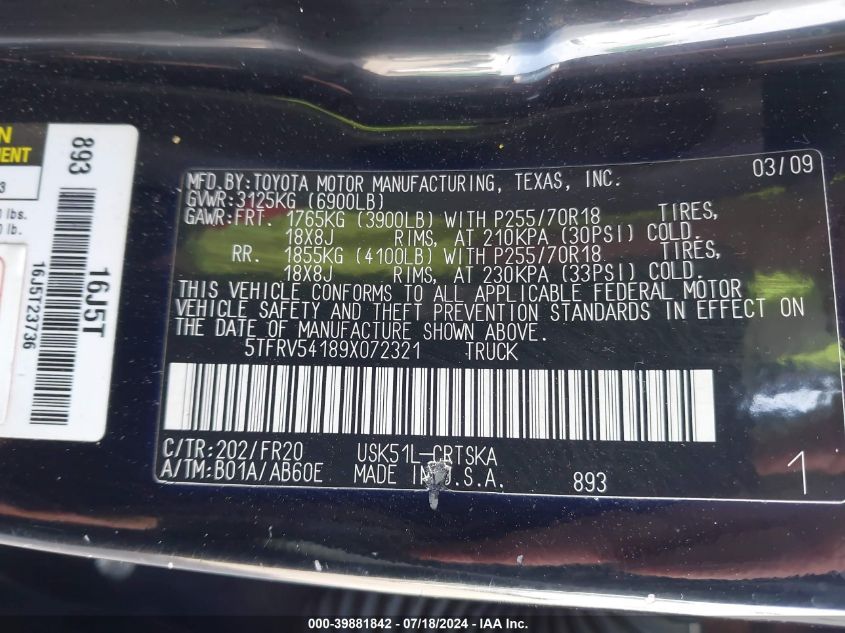 MFD.BY:TOYOTA MOTOR MANUFACTURING, TEXAS, INC. 03/09
GVWR:3125KG (6900LB)
GAWR:FRT. 1765KG (3900LB) WITH P255/70R18 TIRES,
18X8J RIMS, AT 210KPA (30PSI) COLD.
RR. 1855KG (4100LB) WITH P255/70R18 TIRES,
18X8J RIMS, AT 230KPA (33PSI) COLD.
THIS VEHICLE CONFORMS TO ALL APPLICABLE FEDERAL MOTOR
VEHICLE SAFETY AND THEFT PREVENTION STANDARDS IN EFFECT ON
THE DATE OF MANUFACTURE SHOWN ABOVE.
5TFRV54189X072321 TRUCK
C/TR:202/FR20 USK51L-CRTSKA
A/TM:B01A/AB60E MADE IN U.S.A. 893 1
893
16J5T
16J5T23736
lbs.
lb.
000-39881842 - 07/18/2024 - IAA Inc.